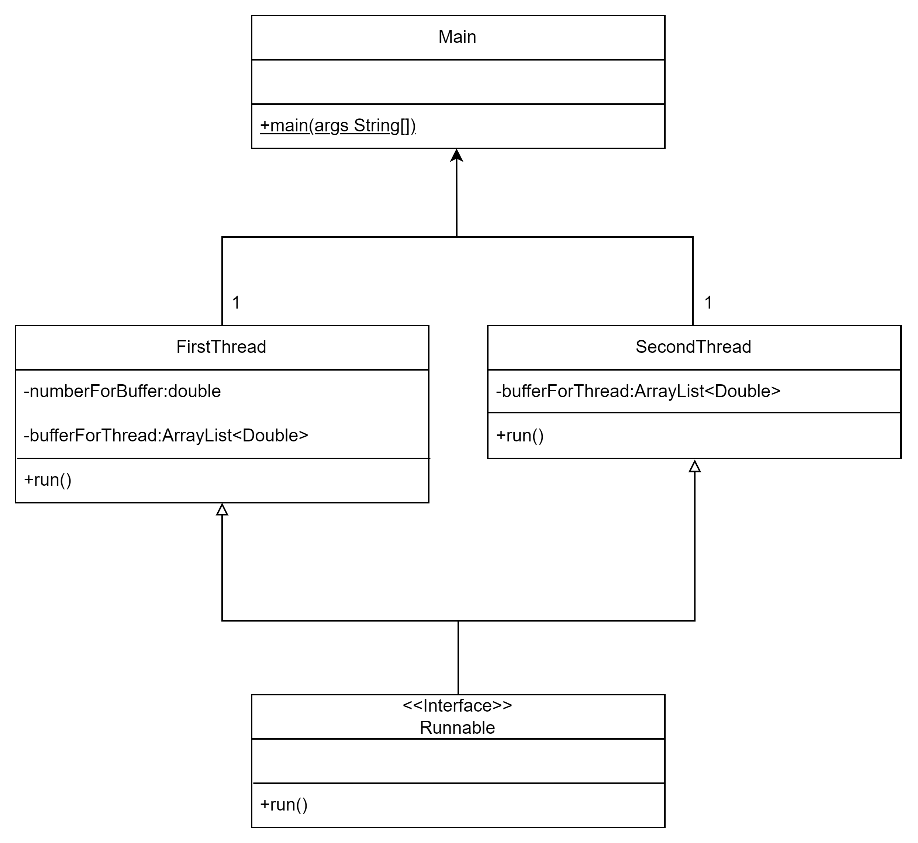 Main
+main(args String[])
1
1
FirstThread
-numberForBuffer:double
-bufferForThread:ArrayList<Double>
+run()
SecondThread
-bufferForThread:ArrayList<Double>
+run()
<<Interface>>
Runnable
+run()